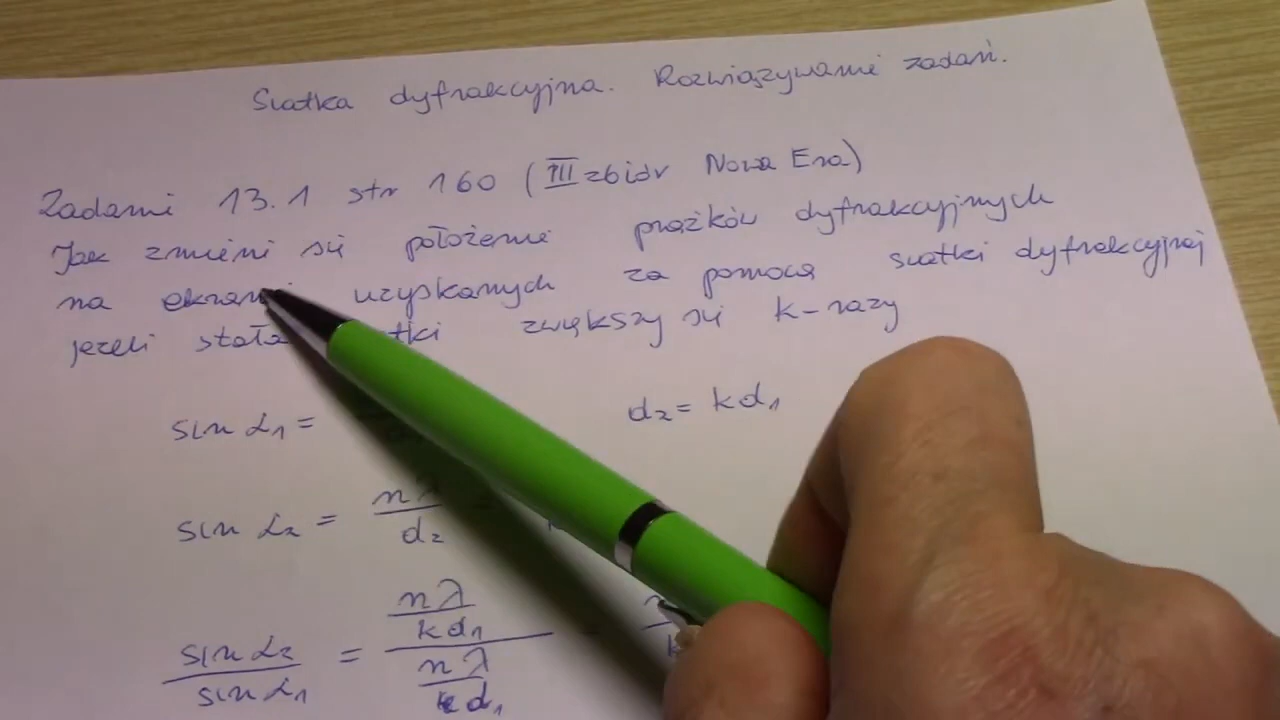 Siatka dyfrakcyjna. Rozwiązywanie zadań.
Zadanie 13.1 str 160 (III zbiór Nowa Era)
Jak zmieni się położenie prążków dyfrakcyjnych
na ekranie uzyskanych za pomocą siatki dyfrakcyjnej
jeżeli stała zwiększy się k-razy
sin α₁ = d₂ = kd₁
sin α₂ = nλ/d₂
sin α₂ / sin α₁ = (nλ/kd₁) / (nλ/d₁)